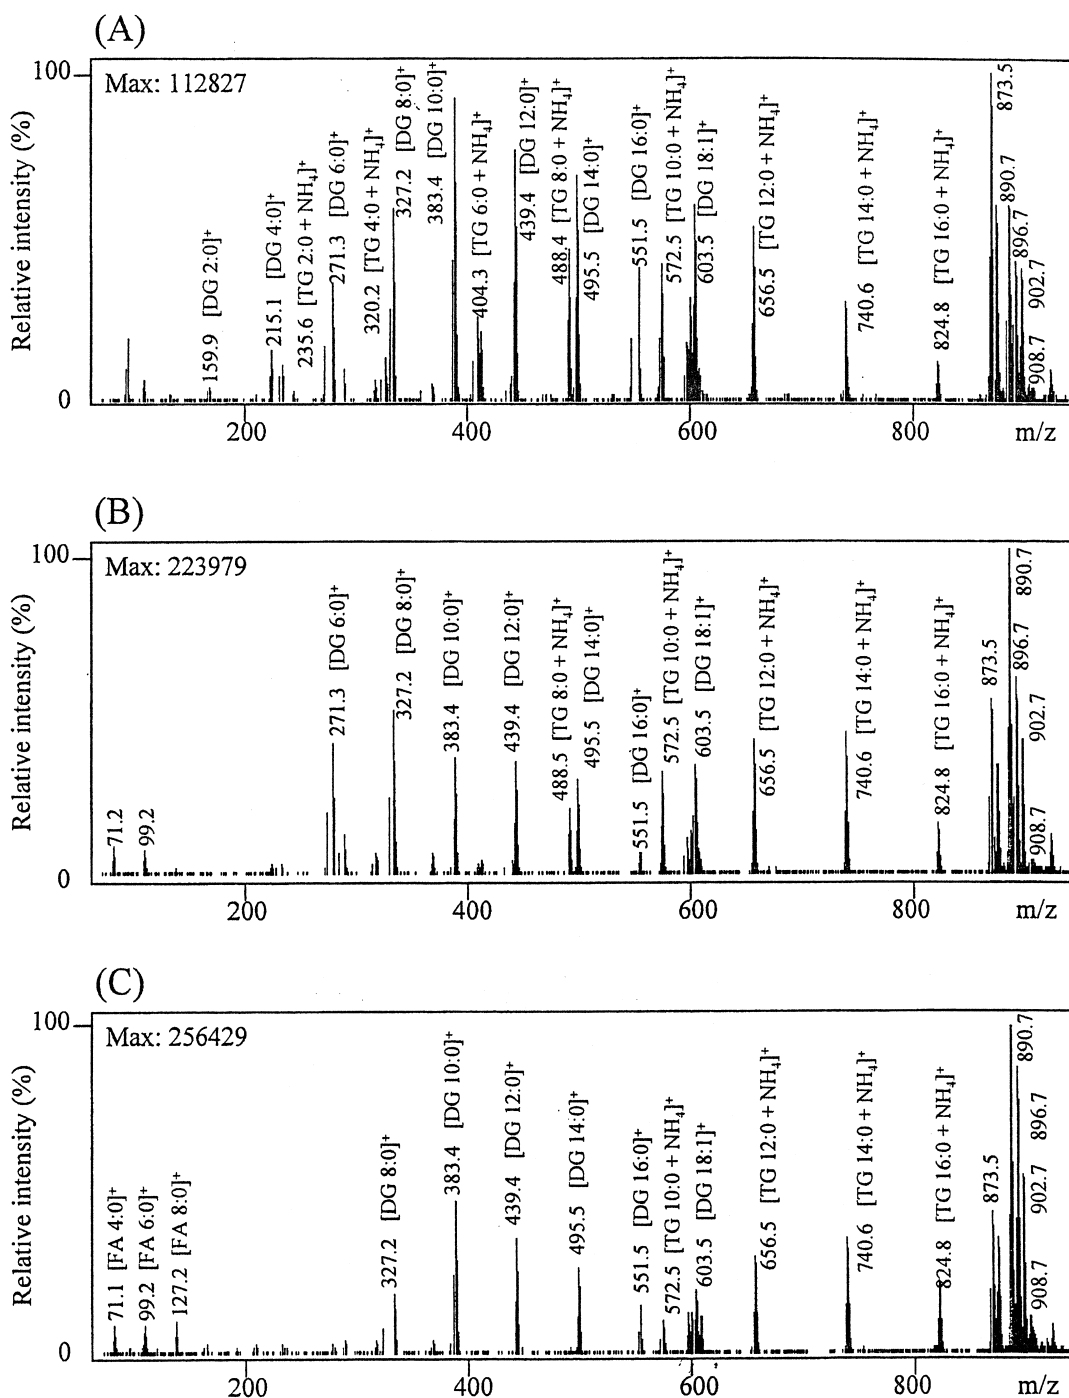 (A)
Relative intensity (%)
100
Max: 112827
159.9 [DG 2:0]⁺
215.1 [DG 4:0]⁺
235.6 [TG 2:0 + NH₄]⁺
271.3 [DG 6:0]⁺
320.2 [TG 4:0 + NH₄]⁺
327.2 [DG 8:0]⁺
383.4 [DG 10:0]⁺
404.3 [TG 6:0 + NH₄]⁺
439.4 [DG 12:0]⁺
488.4 [TG 8:0 + NH₄]⁺
495.5 [DG 14:0]⁺
551.5 [DG 16:0]⁺
572.5 [TG 10:0 + NH₄]⁺
603.5 [DG 18:1]⁺
656.5 [TG 12:0 + NH₄]⁺
740.6 [TG 14:0 + NH₄]⁺
824.8 [TG 16:0 + NH₄]⁺
873.5
890.7
896.7
902.7
908.7
0
200 400 600 800 m/z
(B)
Relative intensity (%)
100
Max: 223979
71.2
99.2
271.3 [DG 6:0]⁺
327.2 [DG 8:0]⁺
383.4 [DG 10:0]⁺
439.4 [DG 12:0]⁺
488.5 [TG 8:0 + NH₄]⁺
495.5 [DG 14:0]⁺
551.5 [DG 16:0]⁺
572.5 [TG 10:0 + NH₄]⁺
603.5 [DG 18:1]⁺
656.5 [TG 12:0 + NH₄]⁺
740.6 [TG 14:0 + NH₄]⁺
824.8 [TG 16:0 + NH₄]⁺
873.5
890.7
896.7
902.7
908.7
0
200 400 600 800 m/z
(C)
Relative intensity (%)
100
Max: 256429
71.1 [FA 4:0]⁺
99.2 [FA 6:0]⁺
127.2 [FA 8:0]⁺
327.2 [DG 8:0]⁺
383.4 [DG 10:0]⁺
439.4 [DG 12:0]⁺
495.5 [DG 14:0]⁺
551.5 [DG 16:0]⁺
572.5 [TG 10:0 + NH₄]⁺
603.5 [DG 18:1]⁺
656.5 [TG 12:0 + NH₄]⁺
740.6 [TG 14:0 + NH₄]⁺
824.8 [TG 16:0 + NH₄]⁺
873.5
890.7
896.7
902.7
908.7
0
200 400 600 800 m/z